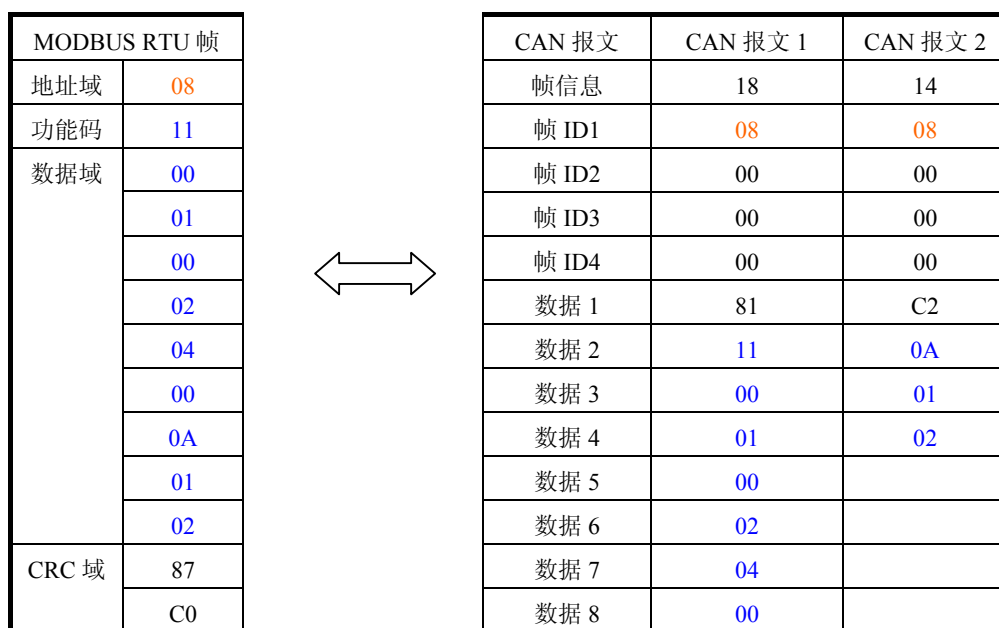 MODBUS RTU 帧
地址域 08
功能码 11
数据域 00
01
00
02
04
00
0A
01
02
CRC 域 87
C0
CAN 报文 CAN 报文 1 CAN 报文 2
帧信息 18 14
帧 ID1 08 08
帧 ID2 00 00
帧 ID3 00 00
帧 ID4 00 00
数据 1 81 C2
数据 2 11 0A
数据 3 00 01
数据 4 01 02
数据 5 00
数据 6 02
数据 7 04
数据 8 00